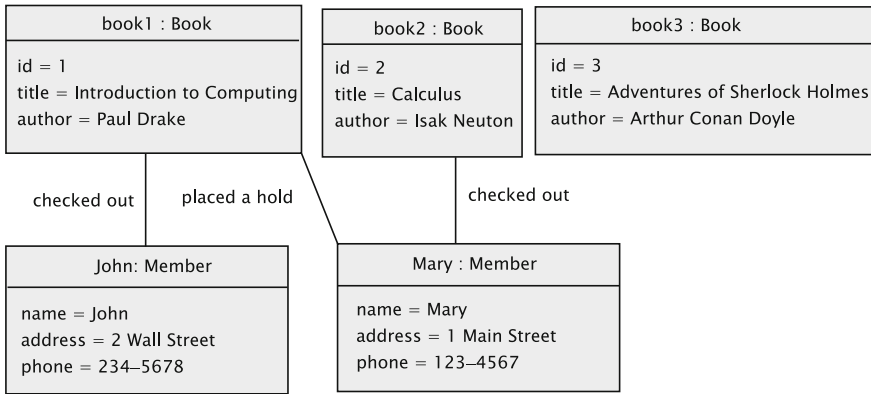 book1 : Book
id = 1
title = Introduction to Computing
author = Paul Drake
book2 : Book
id = 2
title = Calculus
author = Isak Neuton
book3 : Book
id = 3
title = Adventures of Sherlock Holmes
author = Arthur Conan Doyle
checked out
placed a hold
checked out
John: Member
name = John
address = 2 Wall Street
phone = 234–5678
Mary : Member
name = Mary
address = 1 Main Street
phone = 123–4567